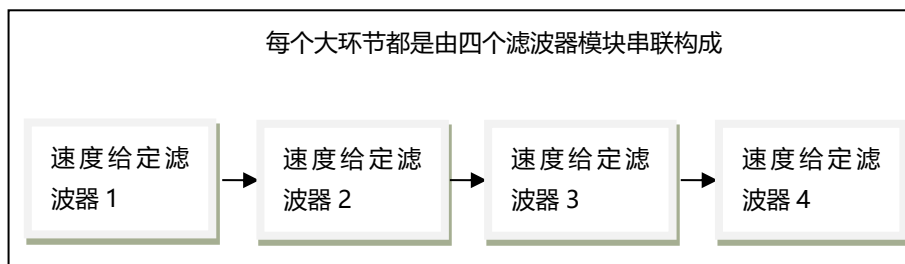 每个大环节都是由四个滤波器模块串联构成
速度给定滤
波器 1
速度给定滤
波器 2
速度给定滤
波器 3
速度给定滤
波器 4